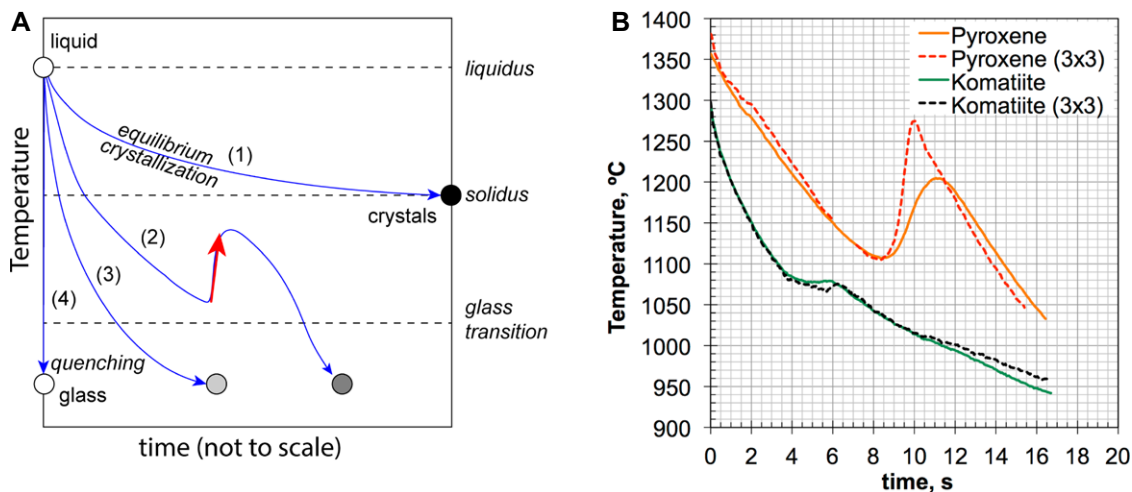 A
liquid
liquidus
equilibrium
crystallization
(1)
solidus
crystals
(2)
(3)
(4)
glass
transition
quenching
glass
Temperature
time (not to scale)
B
1400
1350
1300
1250
1200
1150
1100
1050
1000
950
900
Temperature, ºC
Pyroxene
Pyroxene (3x3)
Komatiite
Komatiite (3x3)
0 2 4 6 8 10 12 14 16 18 20
time, s